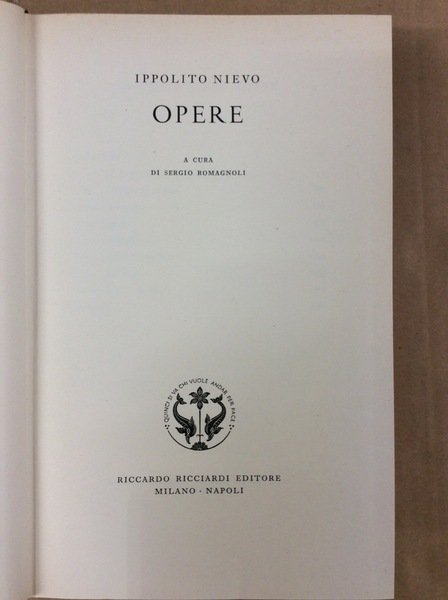 IPPOLITO NIEVO
OPERE
A CURA
DI SERGIO ROMAGNOLI
QUINCI SI VA CHI VUOLE ANDAR PER PACE
RICCARDO RICCIARDI EDITORE
MILANO · NAPOLI